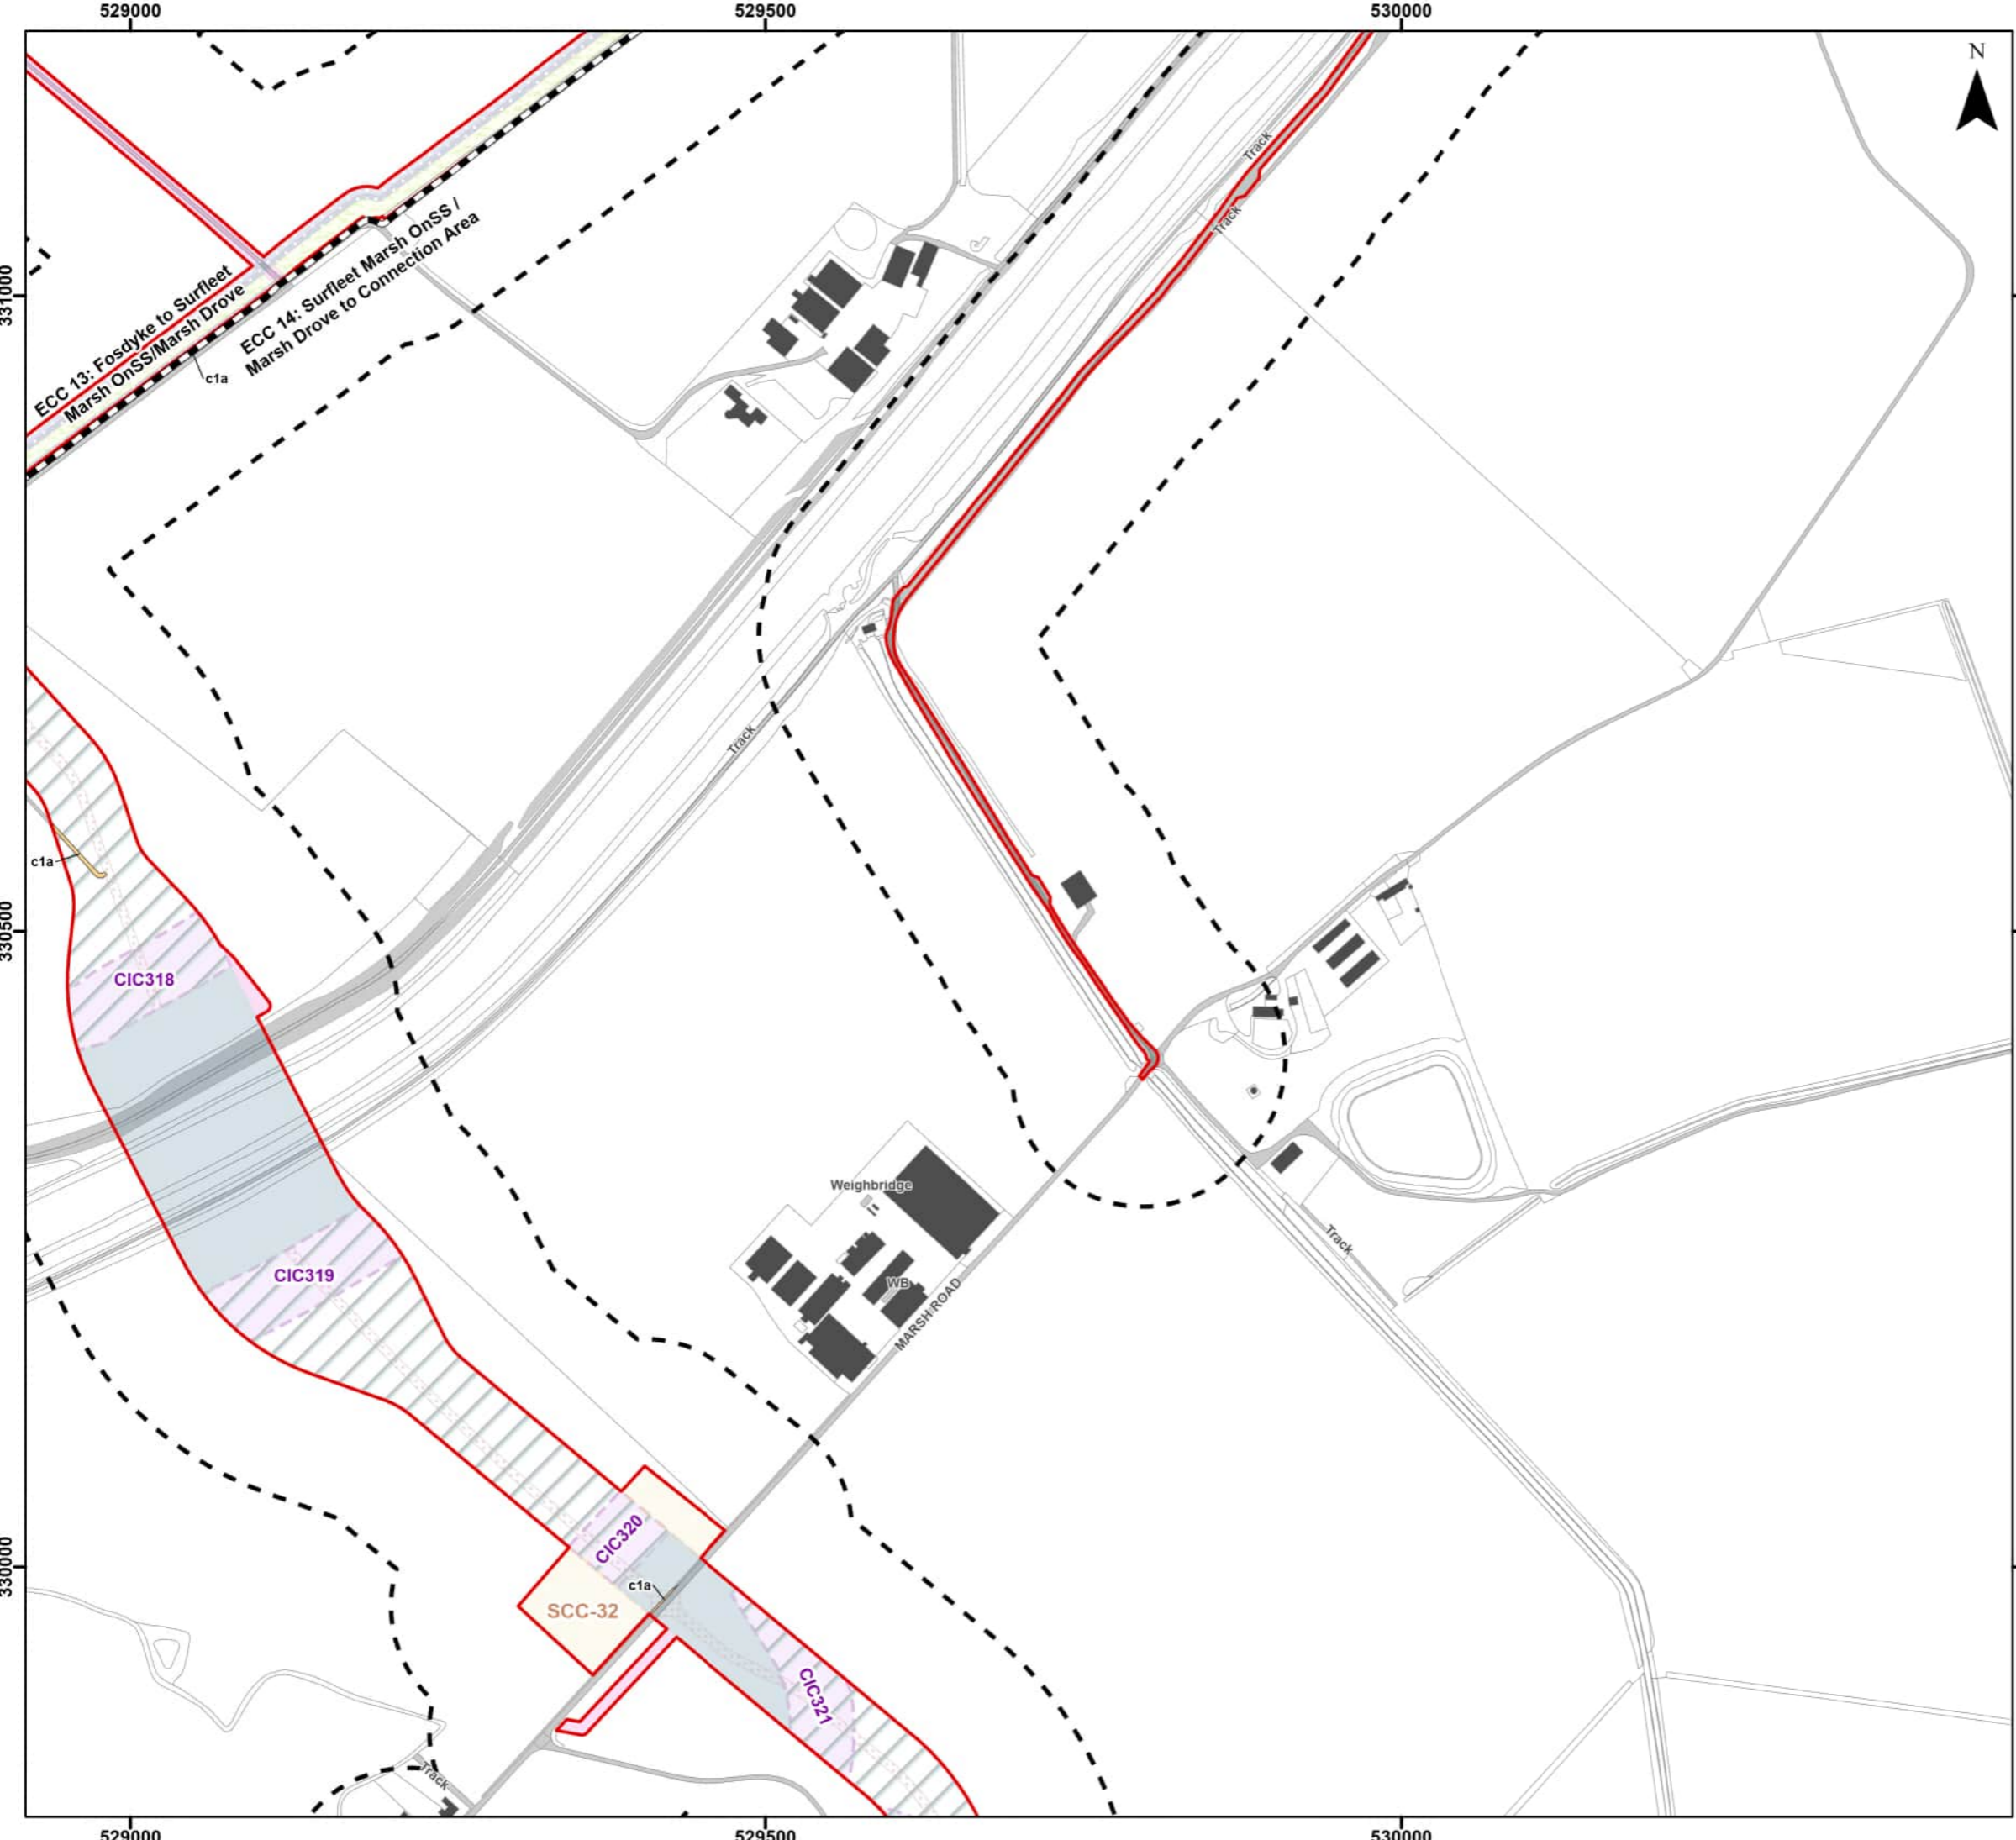 529000
529500
530000
N
Track
Track
331000
ECC 13: Fosdyke to Surfleet
Marsh OnSS/Marsh Drove
ECC 14: Surfleet Marsh OnSS /
Marsh Drove to Connection Area
c1a
Track
c1a
330500
CIC318
Weighbridge
CIC319
WB
MARSH ROAD
Track
CIC320
330000
c1a
SCC-32
CIC321
Track
529000
529500
530000